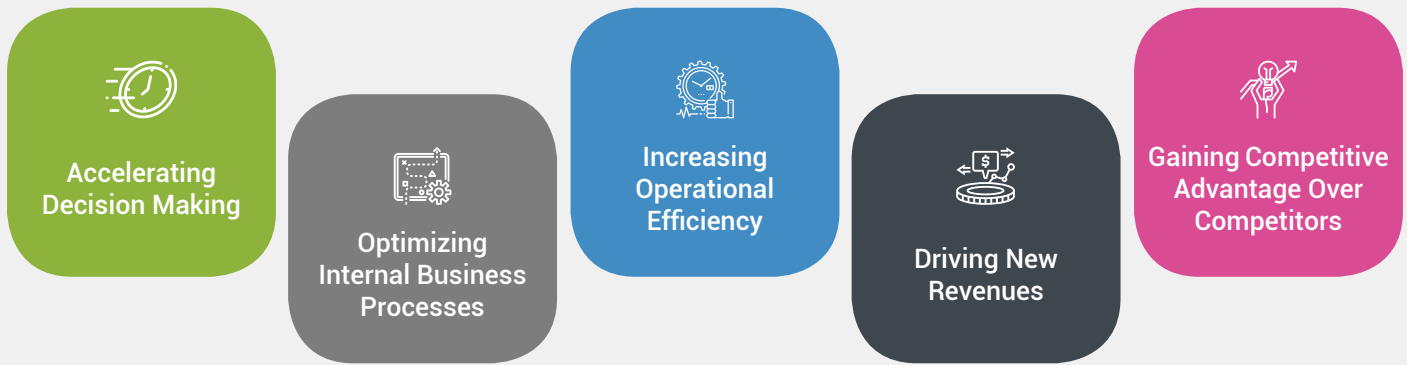 Accelerating
Decision Making
Optimizing
Internal Business
Processes
Increasing
Operational
Efficiency
$
Driving New
Revenues
Gaining Competitive
Advantage Over
Competitors